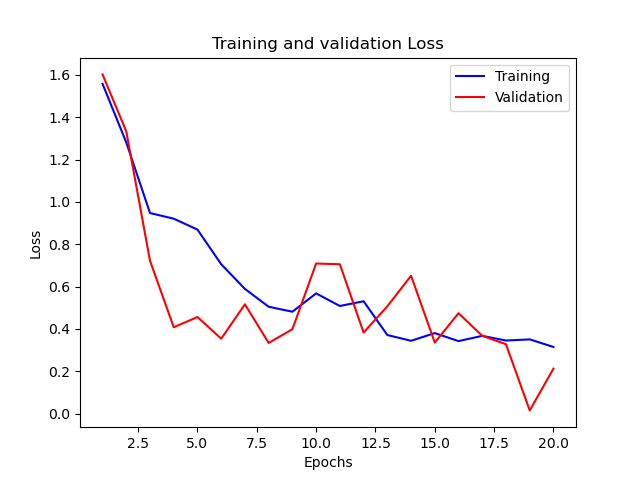 Training and validation Loss
Training
Validation
1.6
1.4
1.2
1.0
0.8
0.6
0.4
0.2
0.0
Loss
2.5 5.0 7.5 10.0 12.5 15.0 17.5 20.0
Epochs